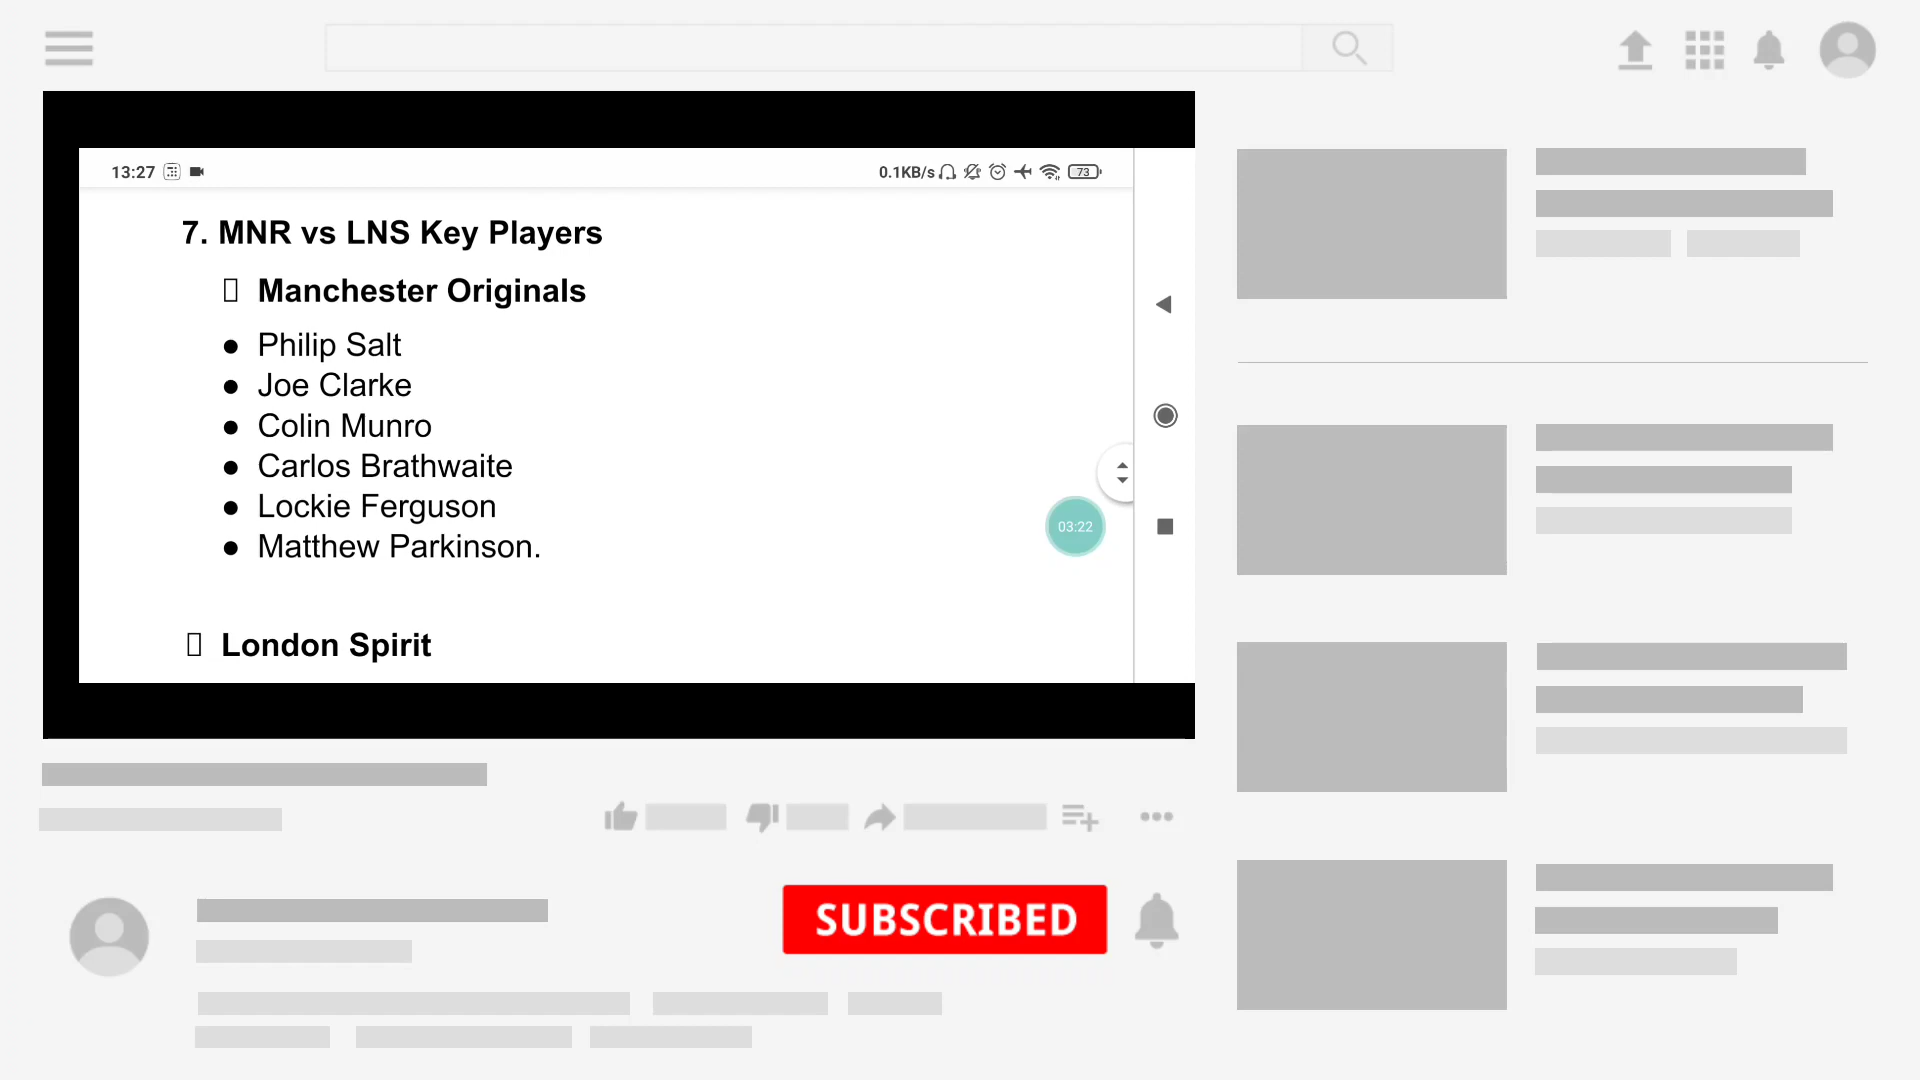 13:27
0.1KB/s
73
7. MNR vs LNS Key Players
Manchester Originals
● Philip Salt
● Joe Clarke
● Colin Munro
● Carlos Brathwaite
● Lockie Ferguson
● Matthew Parkinson.
03:22
London Spirit
SUBSCRIBED